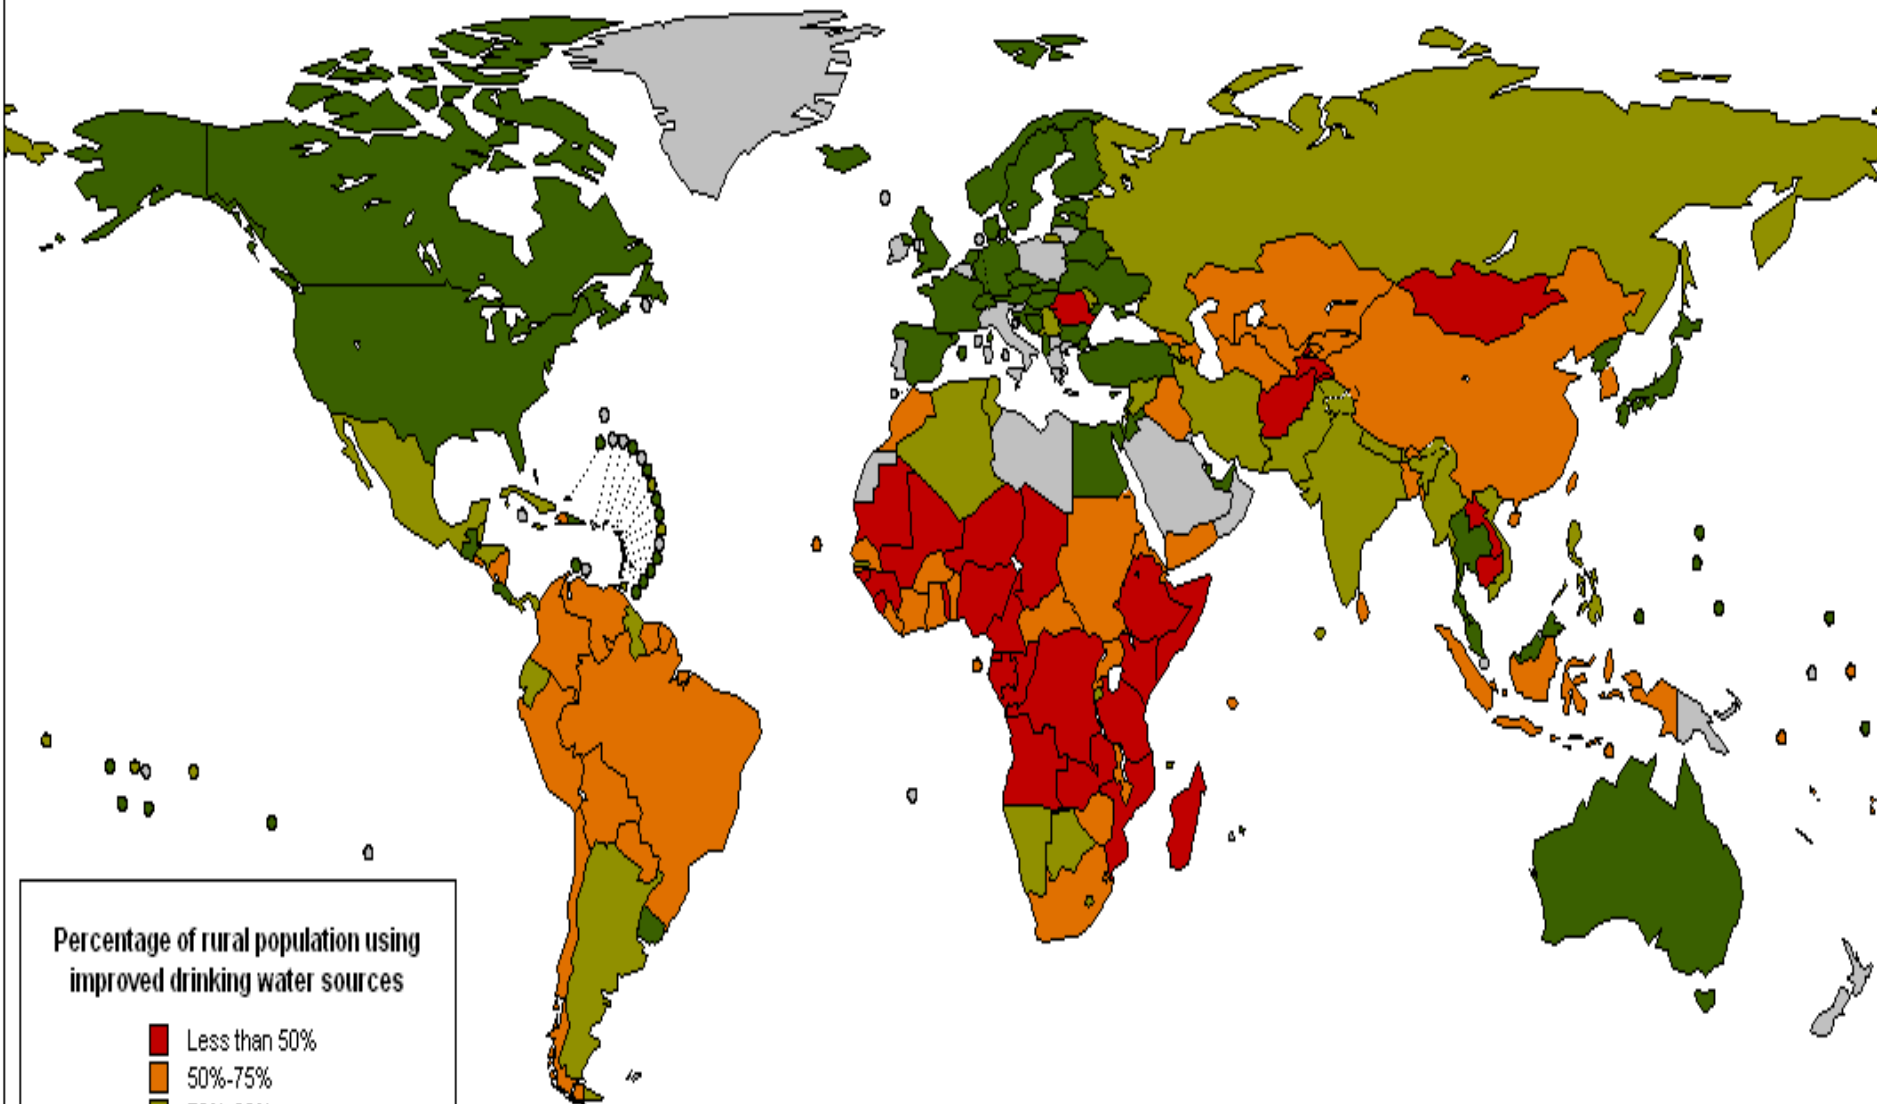 Percentage of rural population using
improved drinking water sources
Less than 50%
50%-75%